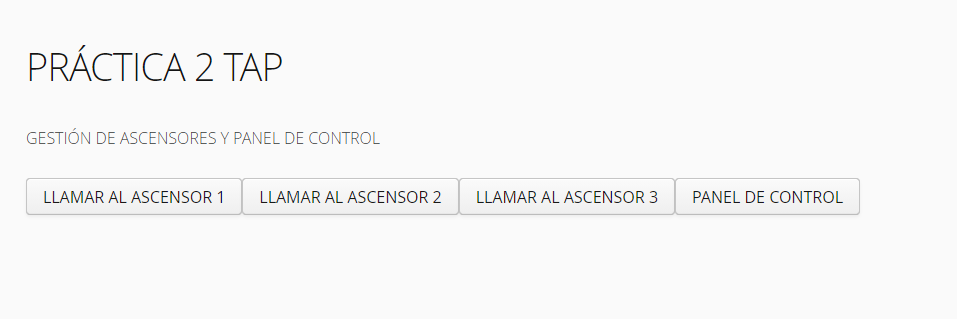 PRÁCTICA 2 TAP
GESTIÓN DE ASCENSORES Y PANEL DE CONTROL
LLAMAR AL ASCENSOR 1 LLAMAR AL ASCENSOR 2 LLAMAR AL ASCENSOR 3 PANEL DE CONTROL